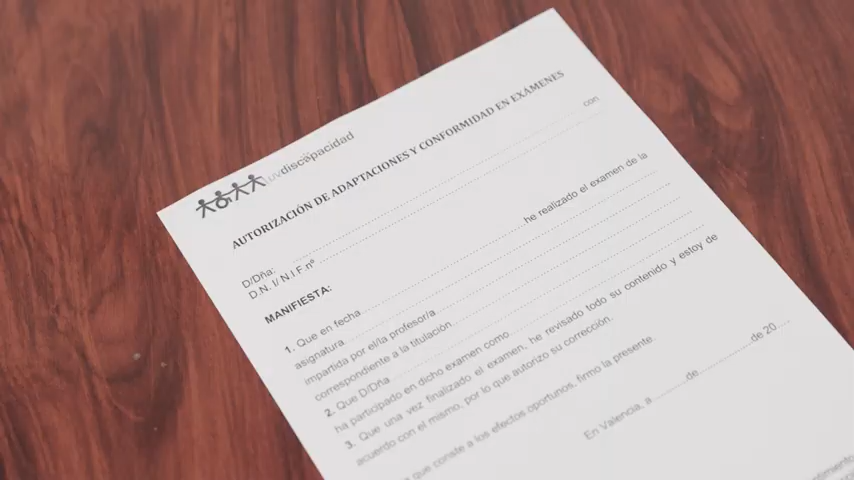 uvdiscapacidad
AUTORIZACIÓN DE ADAPTACIONES Y CONFORMIDAD EN EXÁMENES
D/Dña: con
D.N. I/ N I F nº
MANIFIESTA:
1. Que en fecha he realizado el examen de la
asignatura
impartida por el/la profesor/a
correspondiente a la titulación
2. Que D/Dña
ha participado en dicho examen como
3. Que una vez finalizado el examen, he revisado todo su contenido y estoy de
acuerdo con el mismo, por lo que autorizo su corrección.
que conste a los efectos oportunos, firmo la presente
En Valencia, a ........de...............de 20....